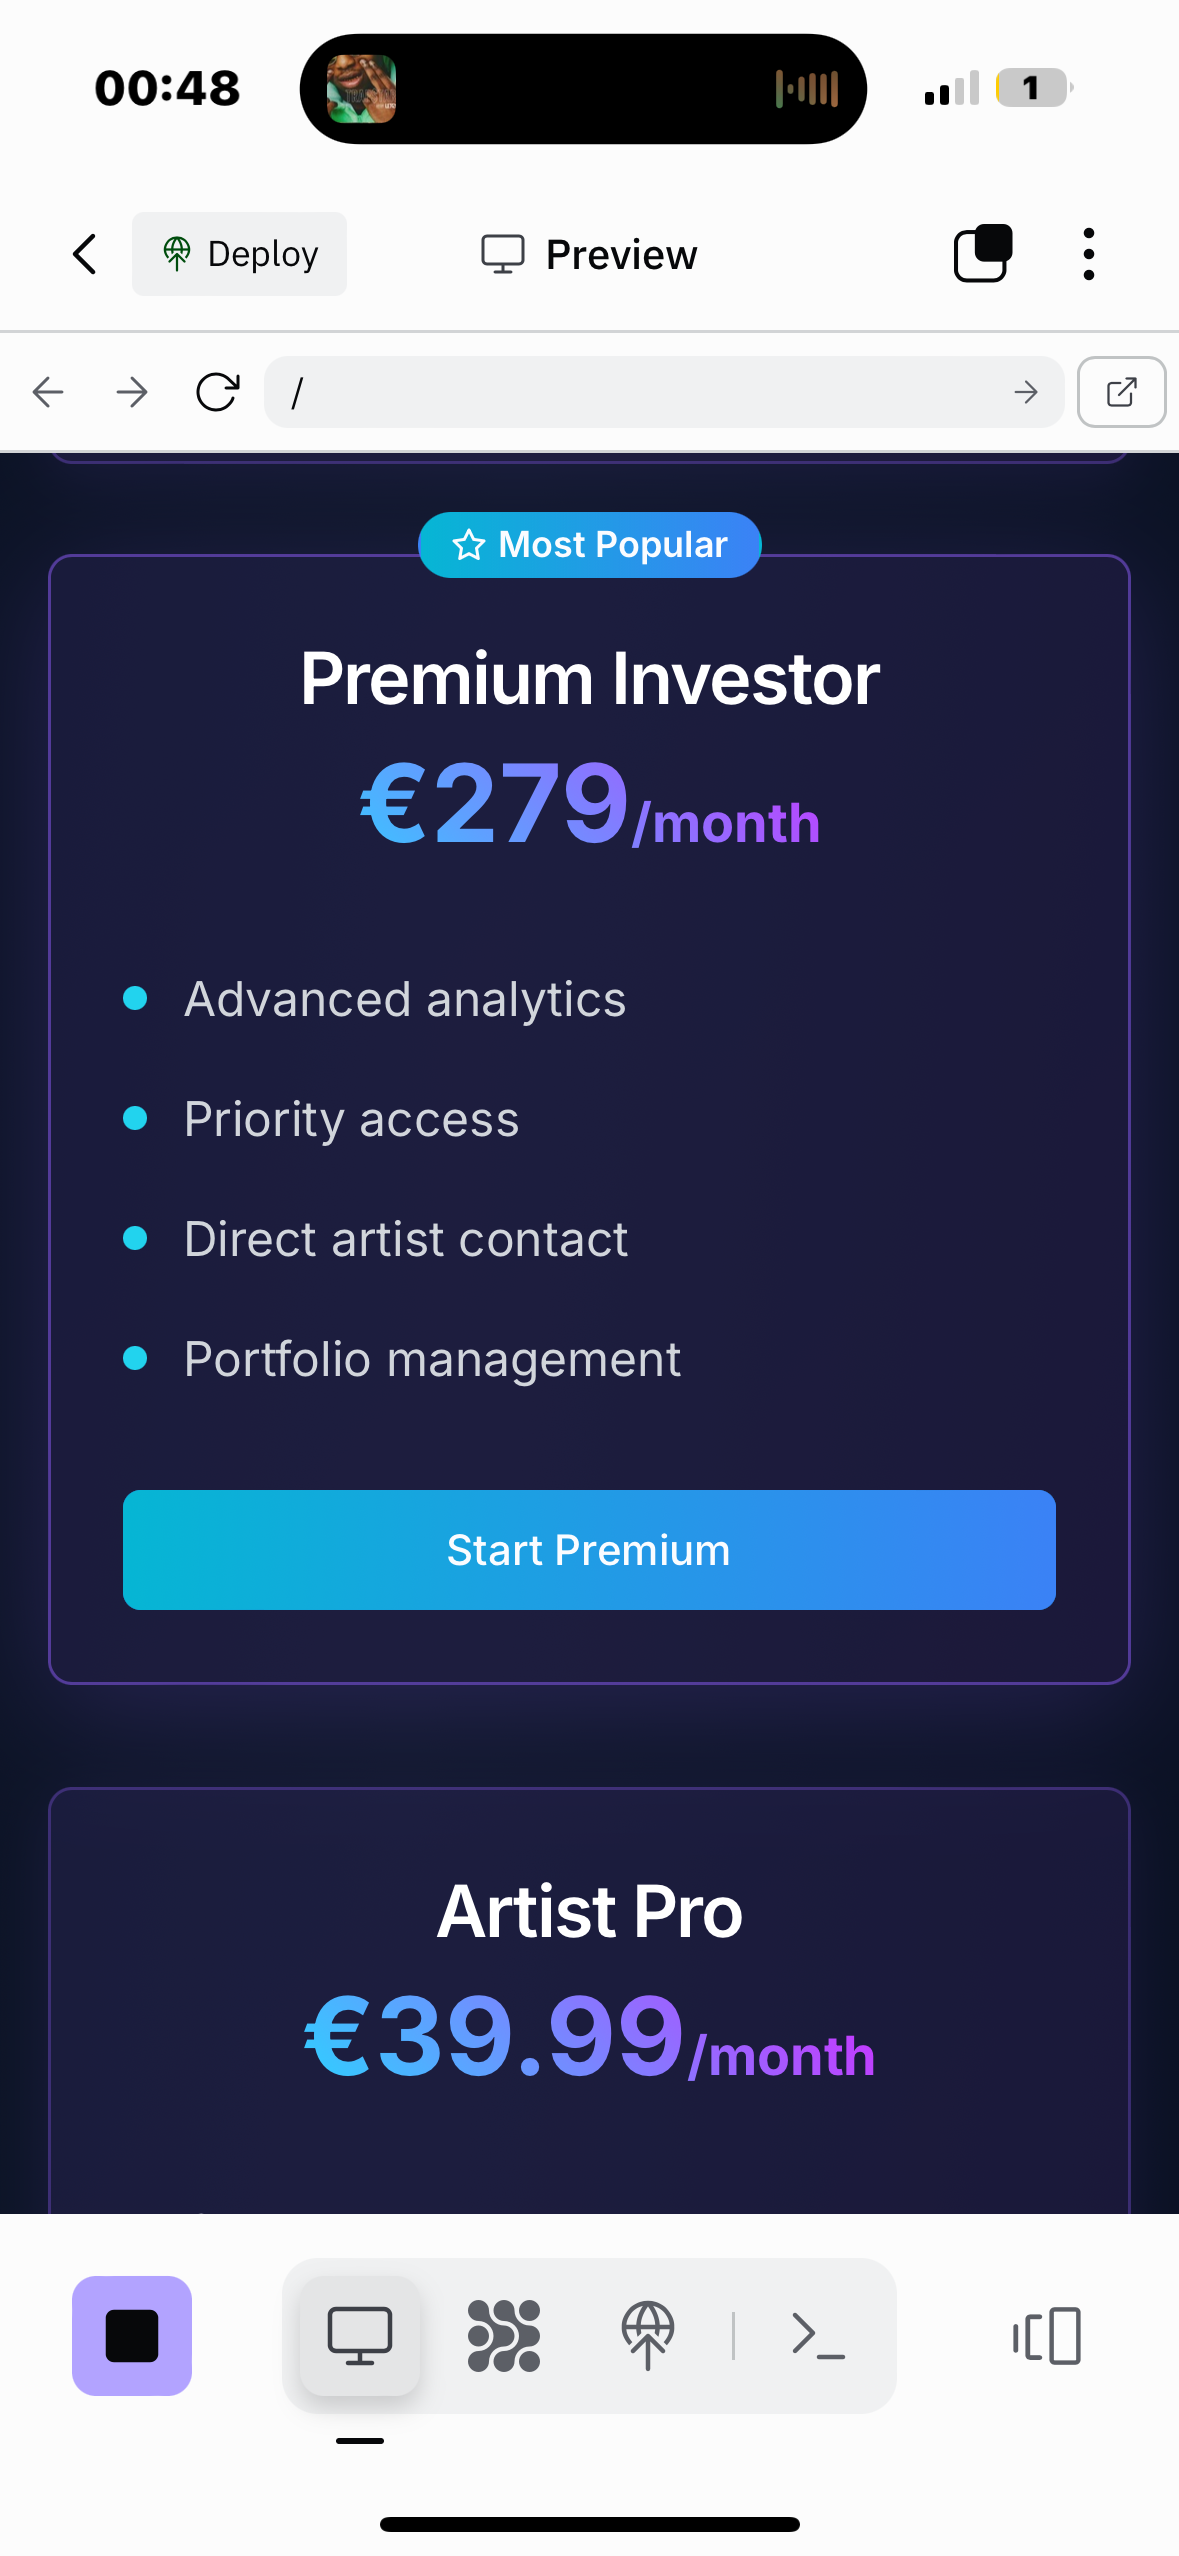 00:48
1
Deploy
Preview
/
Most Popular
Premium Investor
€279/month
Advanced analytics
Priority access
Direct artist contact
Portfolio management
Start Premium
Artist Pro
€39.99/month